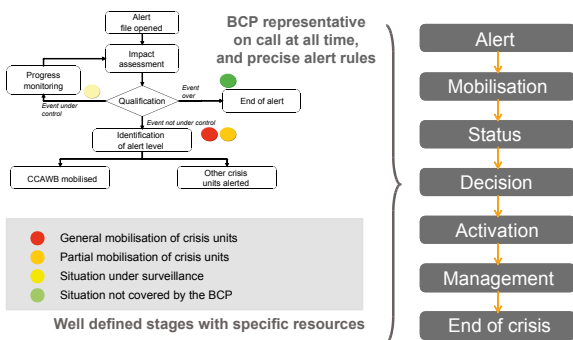 Alert
file opened
Impact
assessment
Progress
monitoring
Event under
control
Qualification
Event
over
End of alert
Event not under control
Identification
of alert level
CCAWB mobilised
Other crisis
units alerted
General mobilisation of crisis units
Partial mobilisation of crisis units
Situation under surveillance
Situation not covered by the BCP
BCP representative
on call at all time,
and precise alert rules
Well defined stages with specific resources
Alert
Mobilisation
Status
Decision
Activation
Management
End of crisis